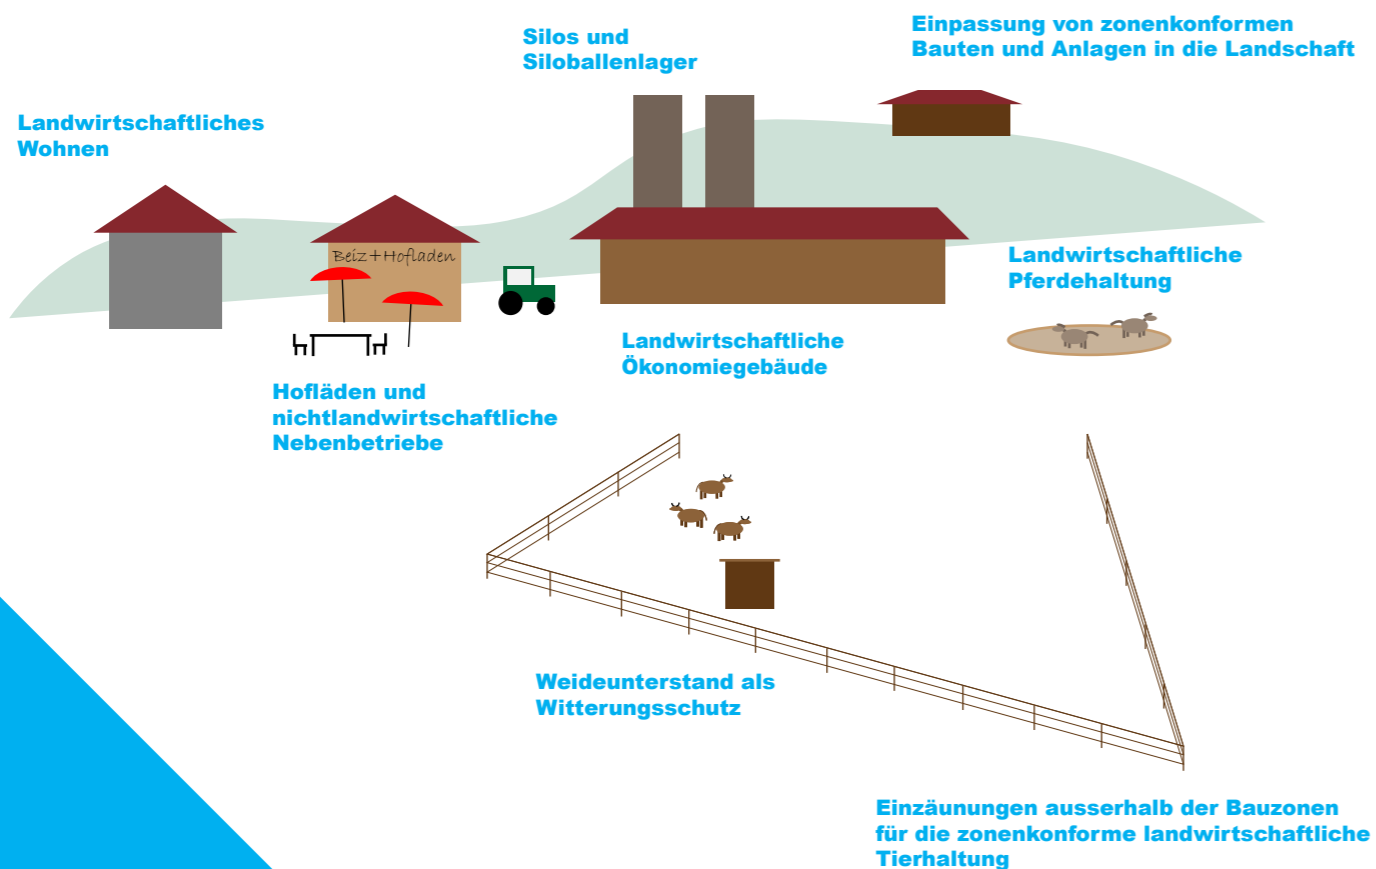 Einpassung von zonenkonformen
Bauten und Anlagen in die Landschaft
Silos und
Siloballenlager
Landwirtschaftliches
Wohnen
Beiz+Hofladen
Landwirtschaftliche
Pferdehaltung
Landwirtschaftliche
Ökonomiegebäude
Hofläden und
nichtlandwirtschaftliche
Nebenbetriebe
Weideunterstand als
Witterungsschutz
Einzäunungen ausserhalb der Bauzonen
für die zonenkonforme landwirtschaftliche
Tierhaltung